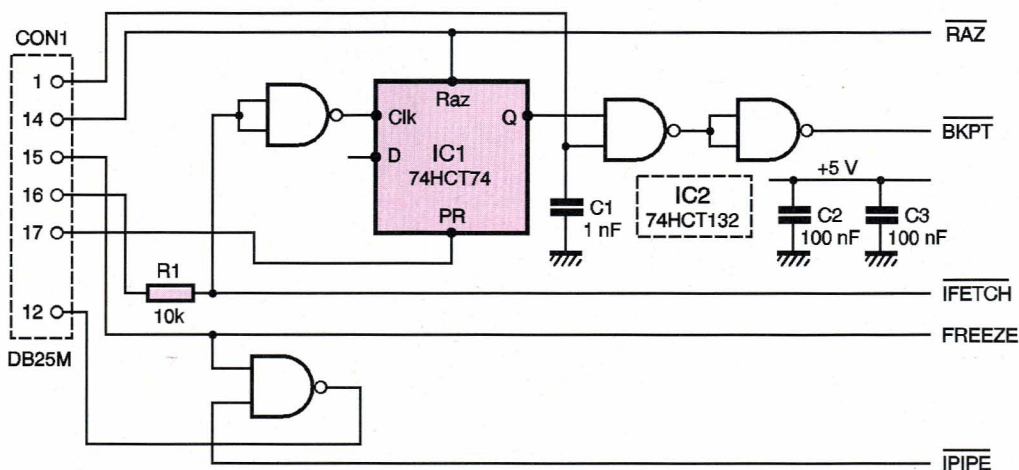 CON1
1
14
15
16
17
12
DB25M
R1
10k
Clk
Raz
D
Q
IC1
74HCT74
PR
C1
1 nF
IC2
74HCT132
+5 V
C2
100 nF
C3
100 nF
RAZ
BKPT
IFETCH
FREEZE
IPIPE